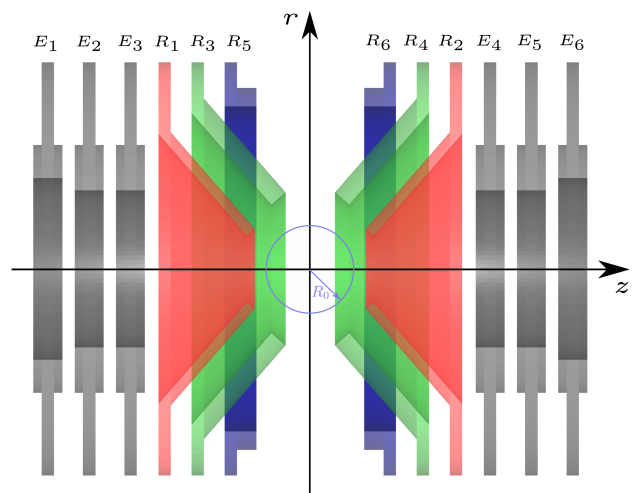 r
E₁ E₂ E₃ R₁ R₃ R₅ R₆ R₄ R₂ E₄ E₅ E₆
R₀
z